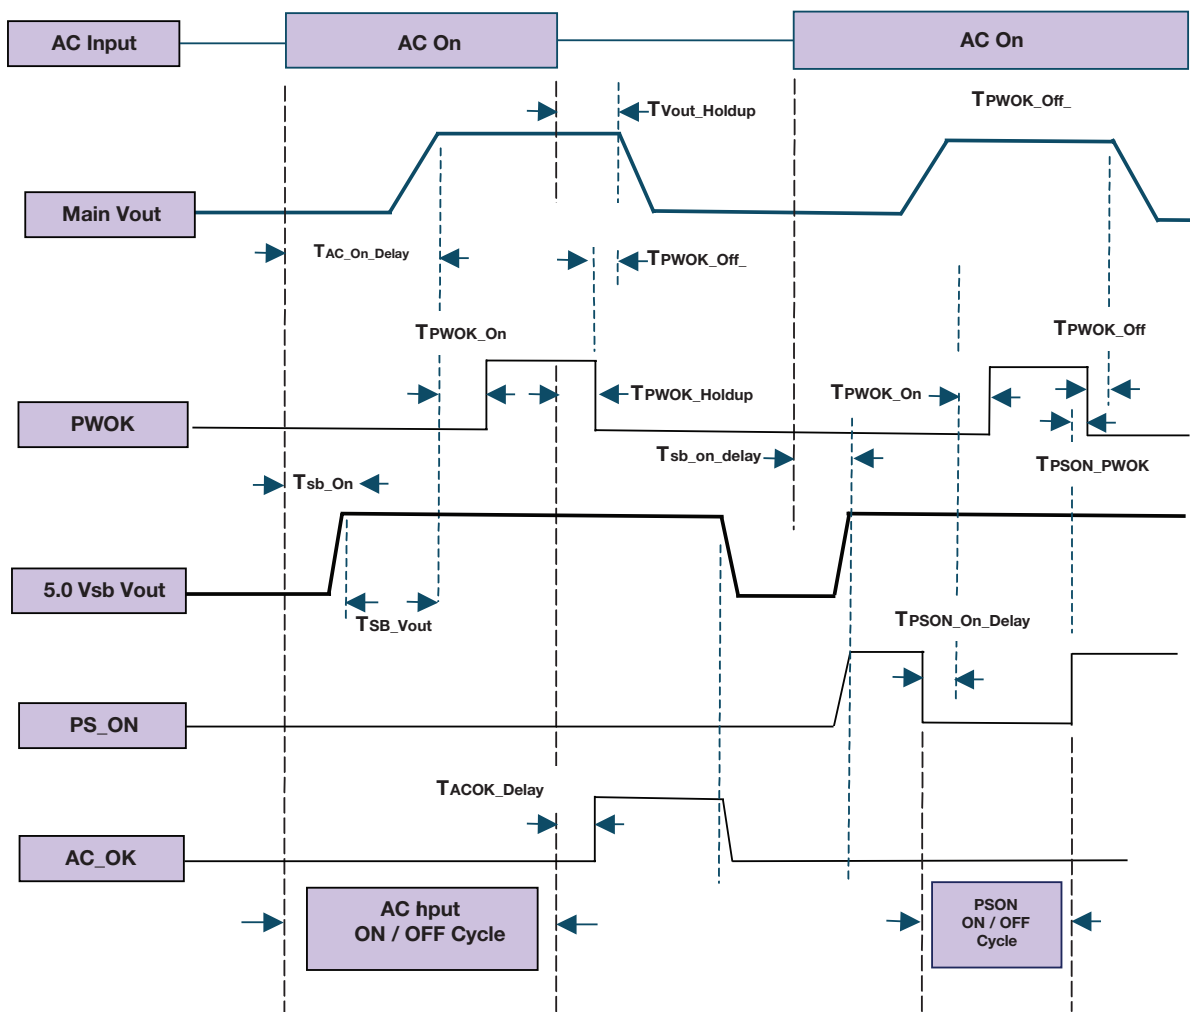 AC Input
AC On
AC On
TVout_Holdup
TPWOK_Off_
Main Vout
TAC_On_Delay
TPWOK_Off_
TPWOK_On
TPWOK_Off
TPWOK_Holdup
TPWOK_On
PWOK
Tsb_on_delay
TPSON_PWOK
Tsb_On
5.0 Vsb Vout
TSB_Vout
TPSON_On_Delay
PS_ON
TACOK_Delay
AC_OK
AC hput
ON / OFF Cycle
PSON
ON / OFF
Cycle